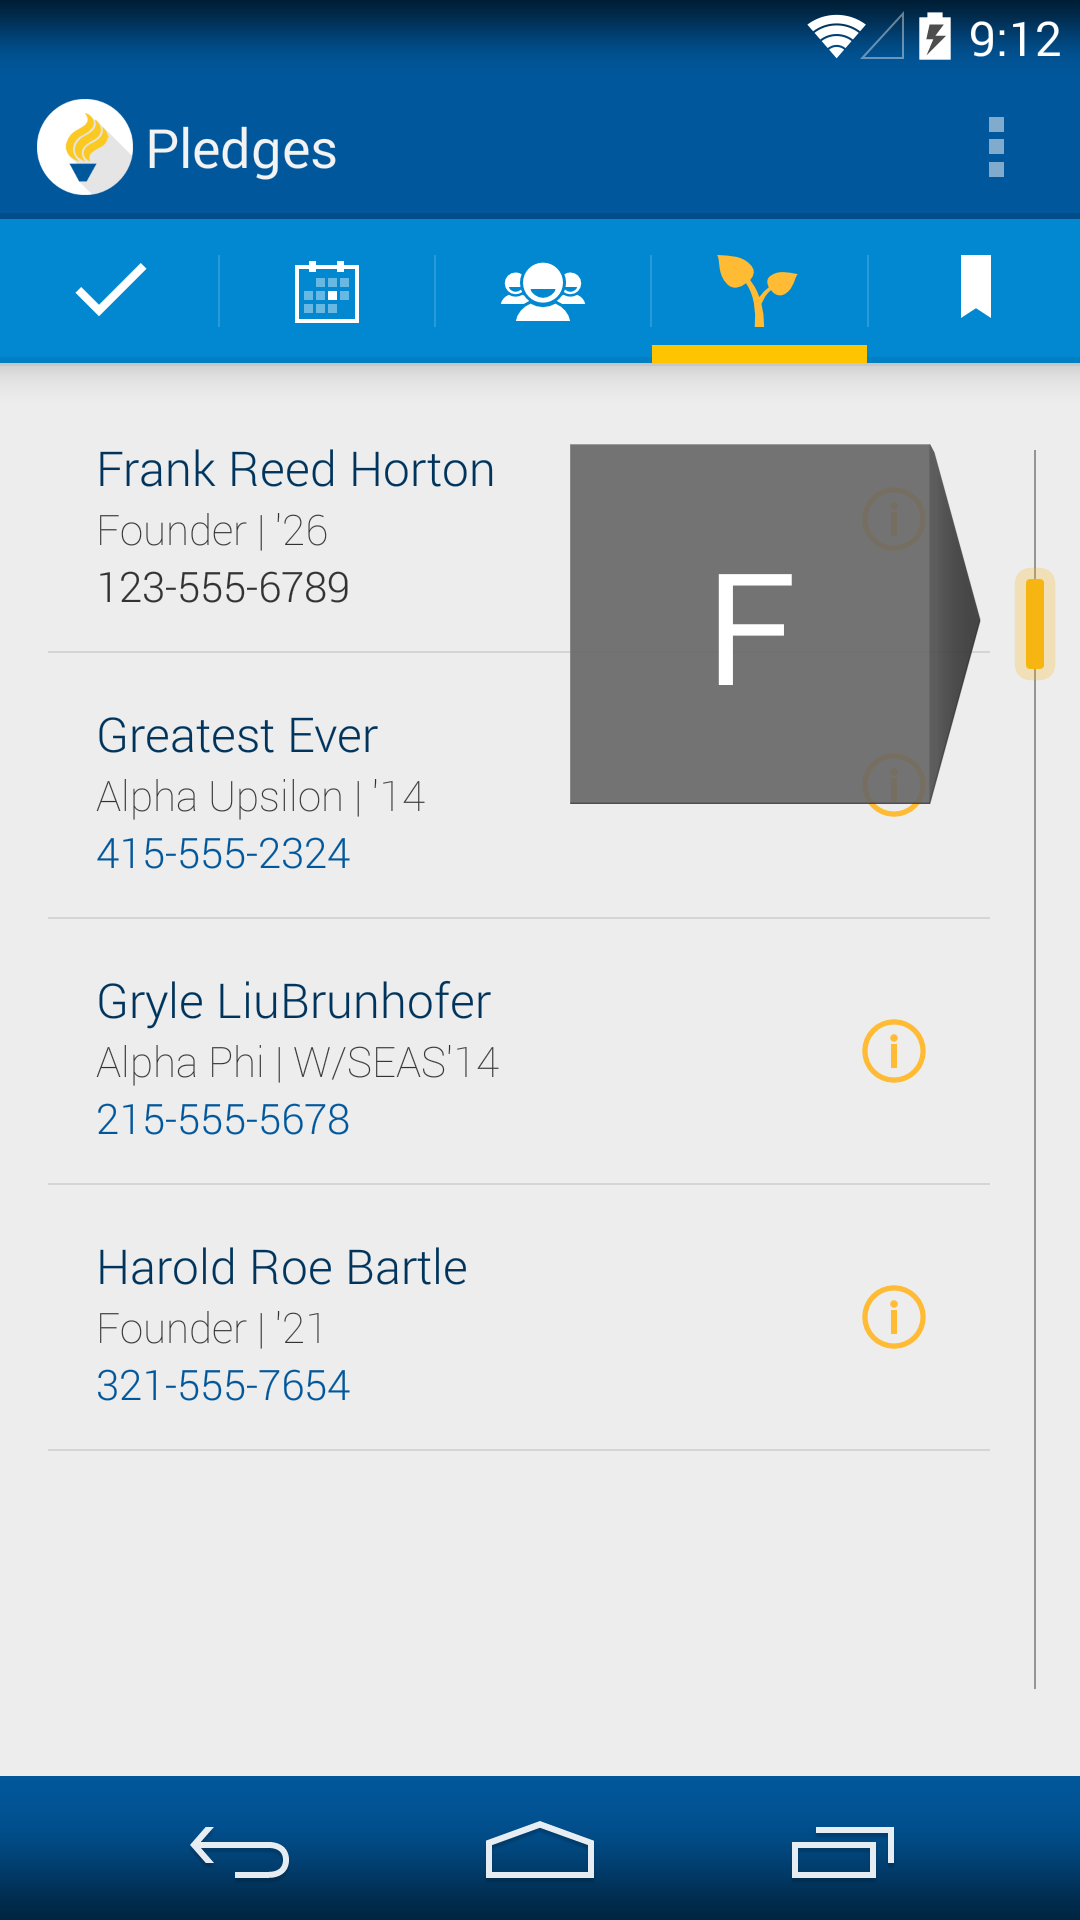 9:12
Pledges
Frank Reed Horton
Founder | '26
123-555-6789
F
Greatest Ever
Alpha Upsilon | '14
415-555-2324
Gryle LiuBrunhofer
Alpha Phi | W/SEAS'14
215-555-5678
Harold Roe Bartle
Founder | '21
321-555-7654